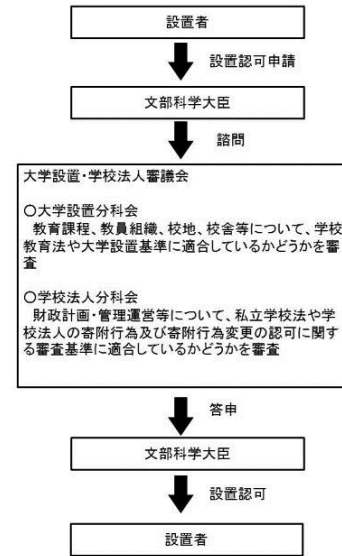 設置者
設置認可申請
文部科学大臣
諮問
大学設置・学校法人審議会
○大学設置分科会
教育課程、教員組織、校地、校舎等について、学校
教育法や大学設置基準に適合しているかどうかを審
査
○学校法人分科会
財政計画・管理運営等について、私立学校法や学
校法人の寄附行為及び寄附行為変更の認可に関す
る審査基準に適合しているかどうかを審査
答申
文部科学大臣
設置認可
設置者